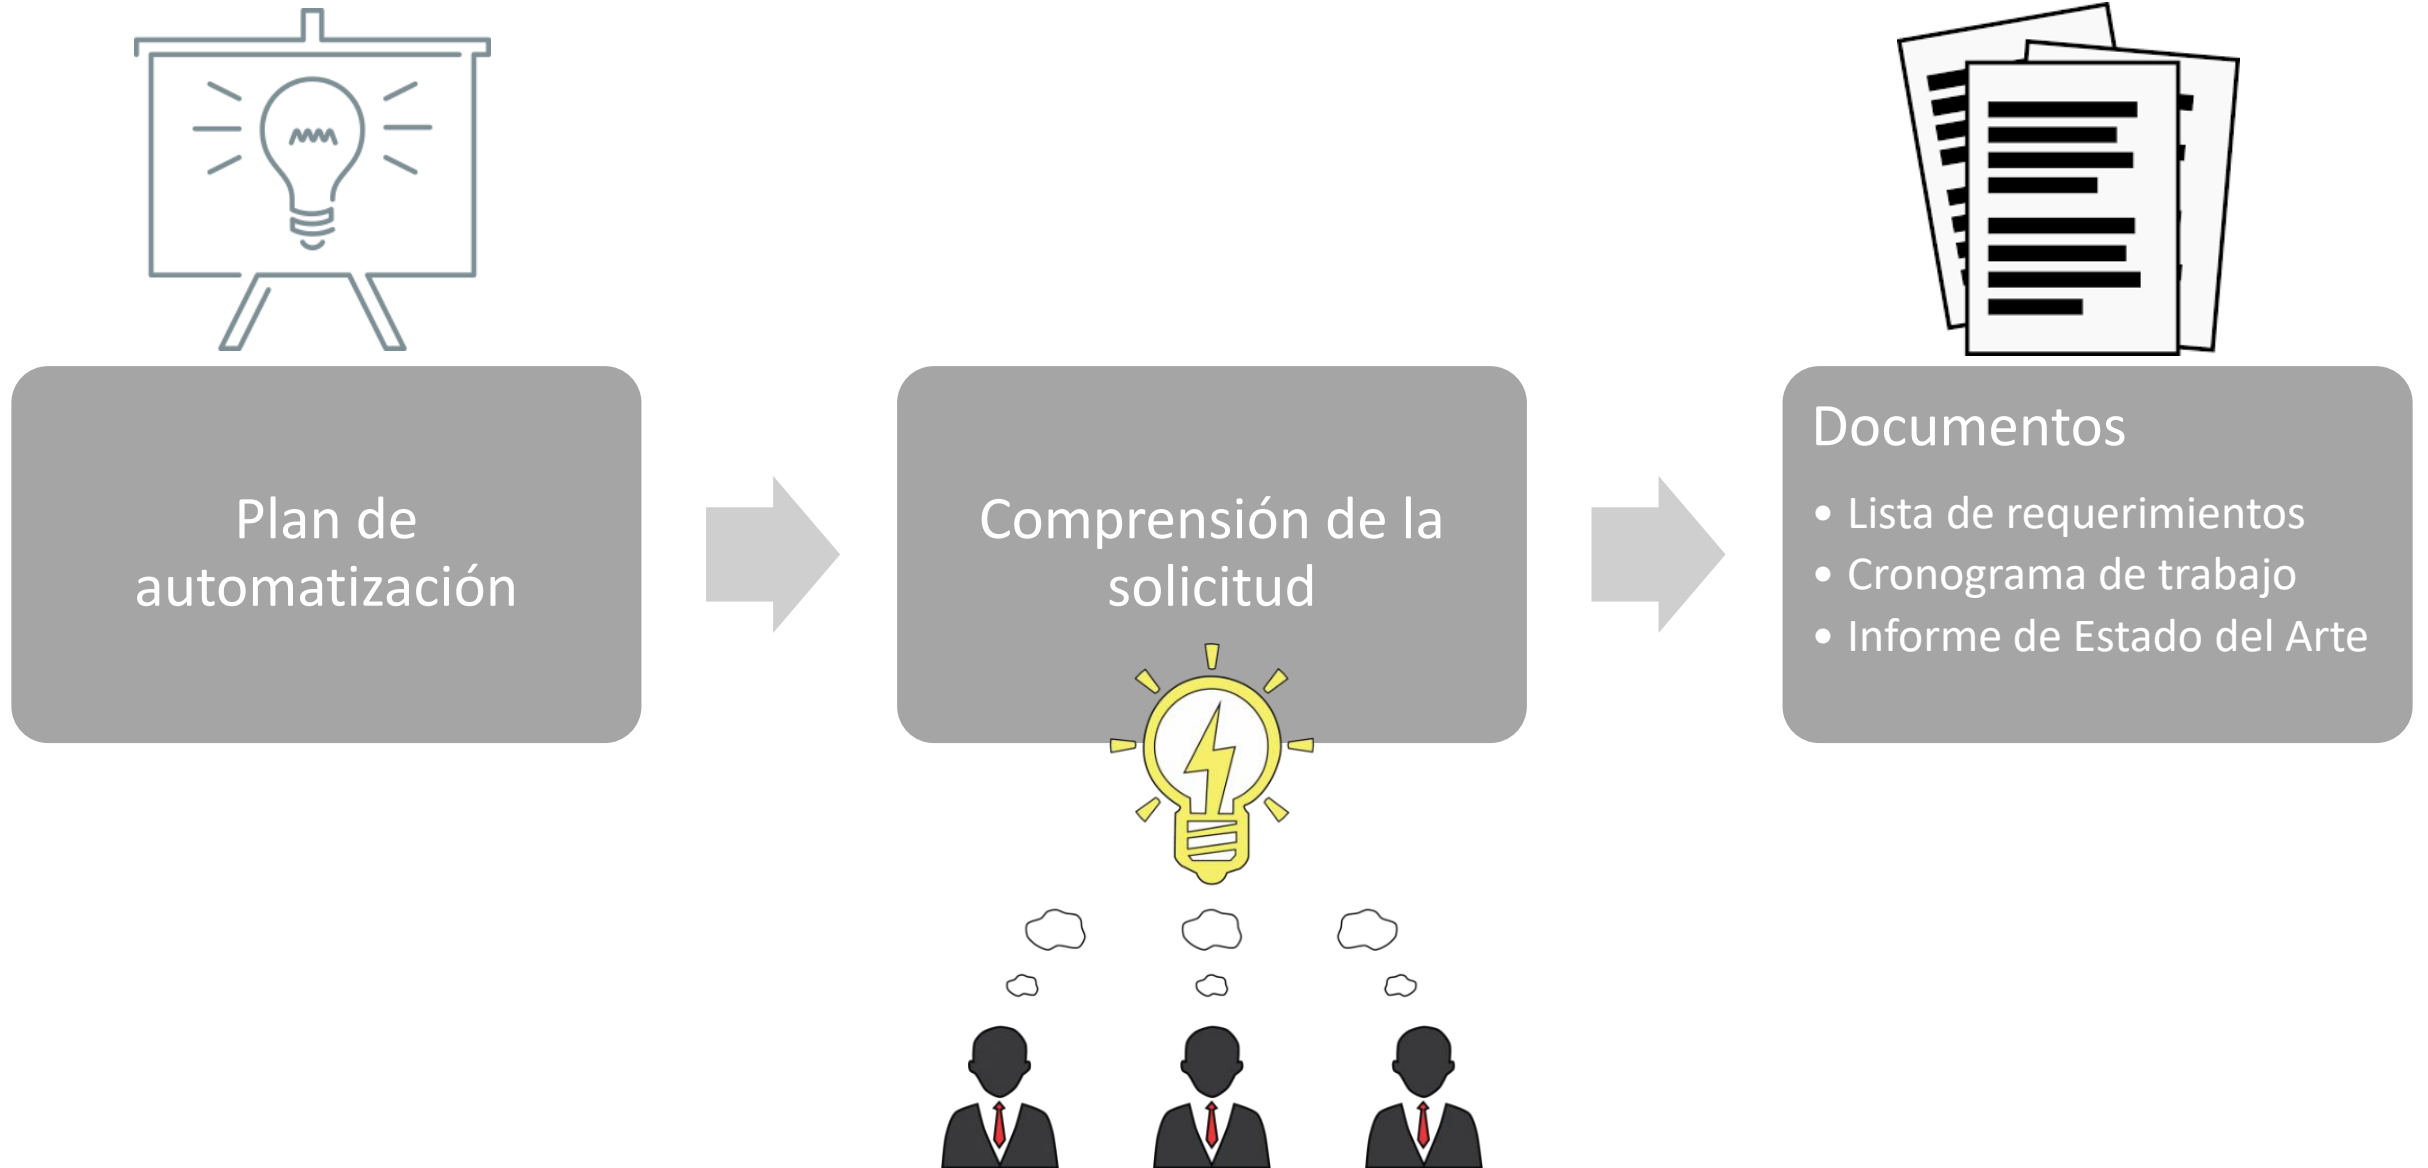 Plan de
automatización
Comprensión de la
solicitud
Documentos
• Lista de requerimientos
• Cronograma de trabajo
• Informe de Estado del Arte